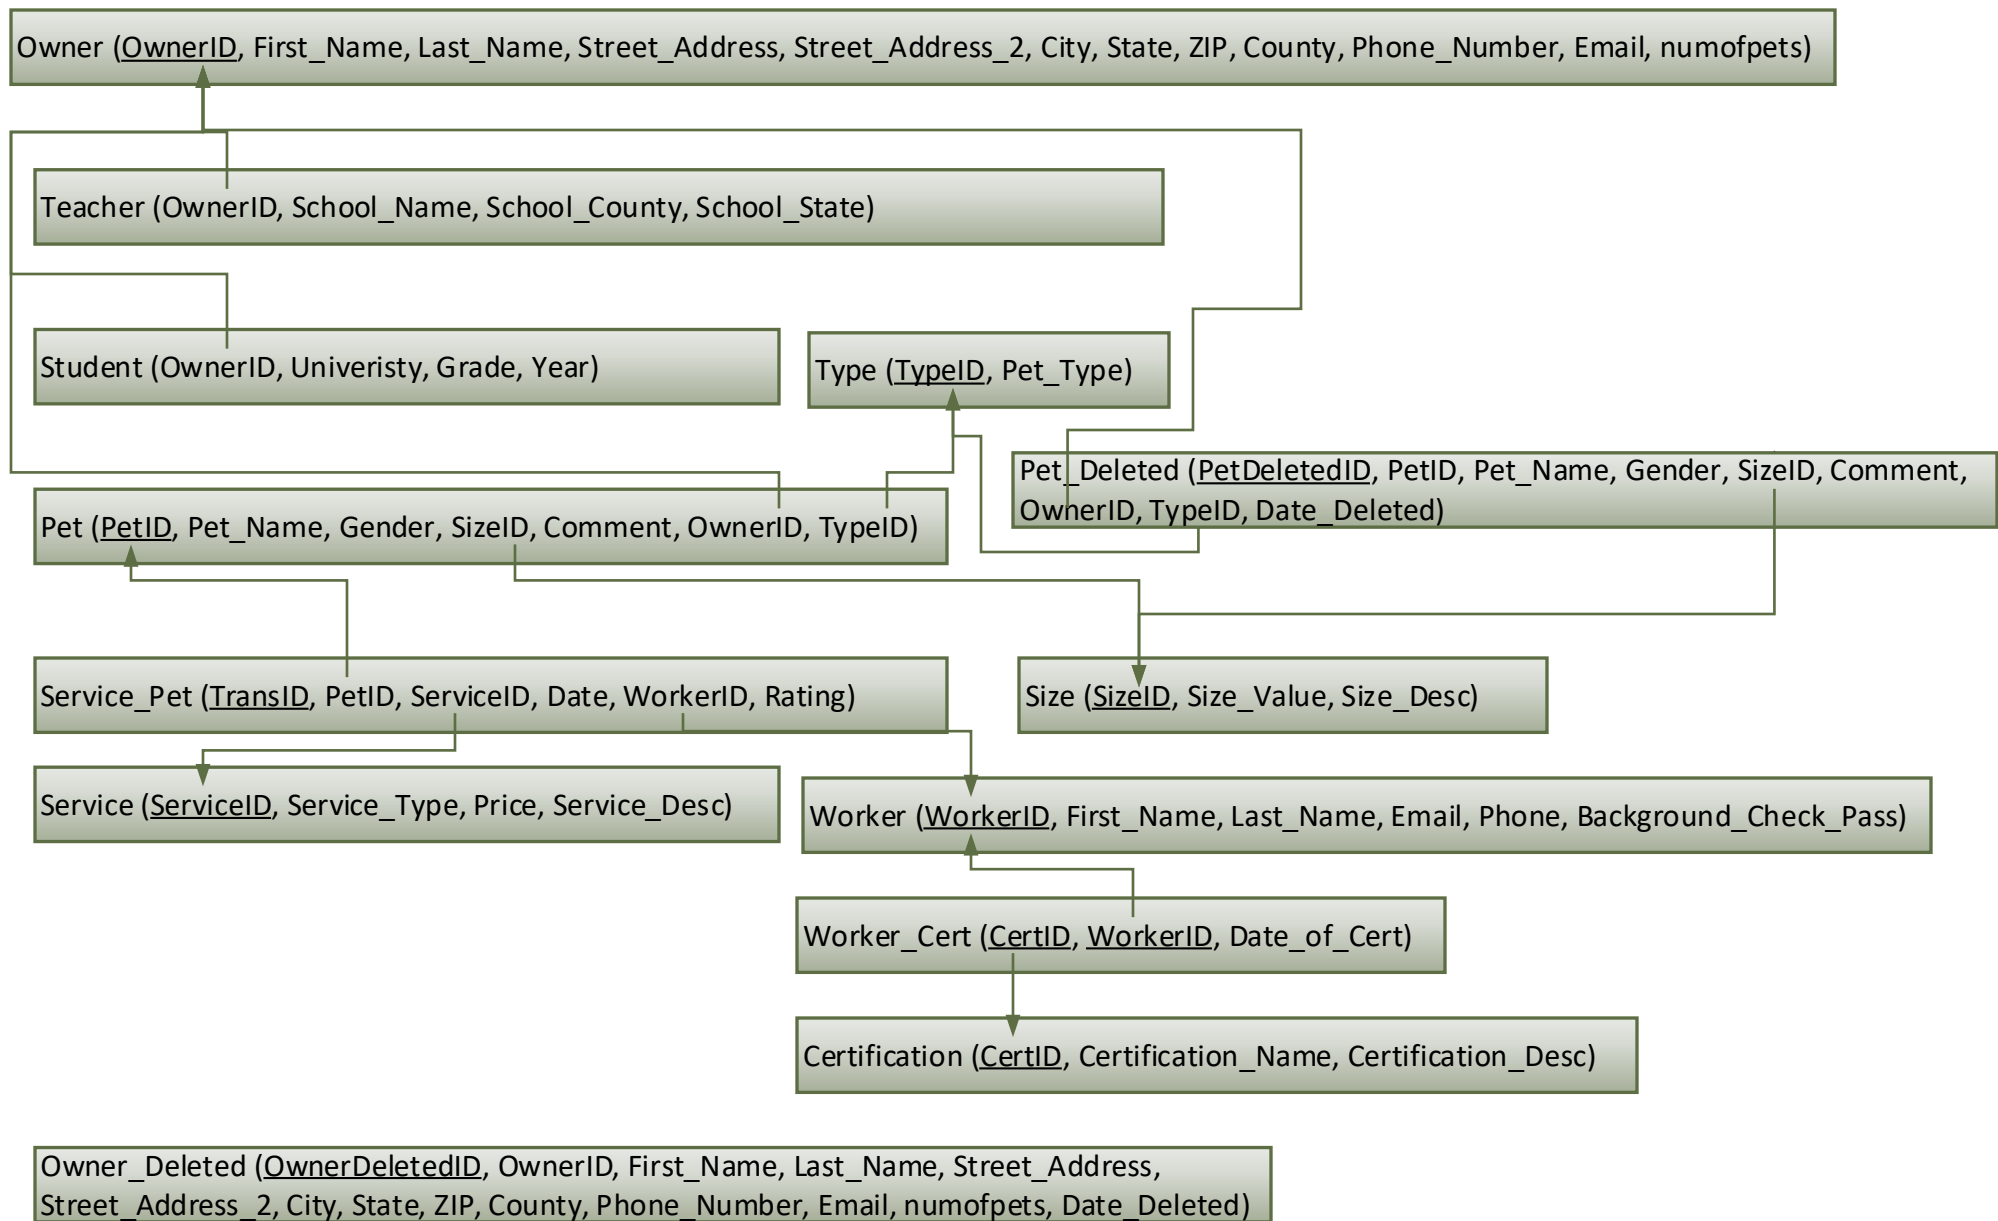 Owner (OwnerID, First_Name, Last_Name, Street_Address, Street_Address_2, City, State, ZIP, County, Phone_Number, Email, numofpets)
Teacher (OwnerID, School_Name, School_County, School_State)
Student (OwnerID, Univeristy, Grade, Year)
Type (TypeID, Pet_Type)
Pet_Deleted (PetDeletedID, PetID, Pet_Name, Gender, SizeID, Comment,
OwnerID, TypeID, Date_Deleted)
Pet (PetID, Pet_Name, Gender, SizeID, Comment, OwnerID, TypeID)
Service_Pet (TransID, PetID, ServiceID, Date, WorkerID, Rating)
Size (SizeID, Size_Value, Size_Desc)
Service (ServiceID, Service_Type, Price, Service_Desc)
Worker (WorkerID, First_Name, Last_Name, Email, Phone, Background_Check_Pass)
Worker_Cert (CertID, WorkerID, Date_of_Cert)
Certification (CertID, Certification_Name, Certification_Desc)
Owner_Deleted (OwnerDeletedID, OwnerID, First_Name, Last_Name, Street_Address,
Street_Address_2, City, State, ZIP, County, Phone_Number, Email, numofpets, Date_Deleted)